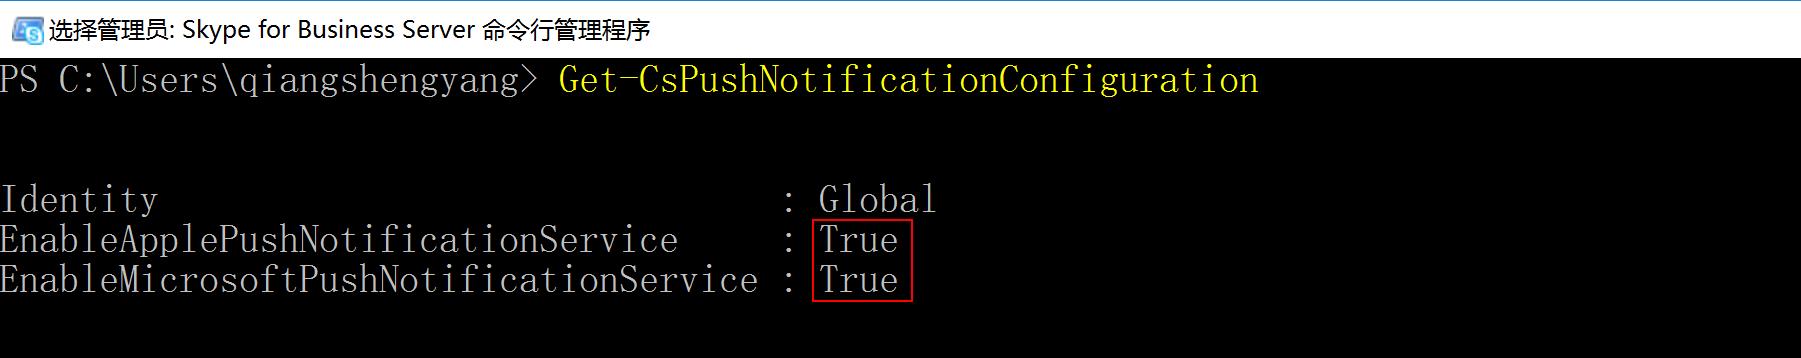 选择管理员: Skype for Business Server 命令行管理程序
PS C:\Users\qiangshengyang> Get-CsPushNotificationConfiguration
Identity : Global
EnableApplePushNotificationService : True
EnableMicrosoftPushNotificationService : True